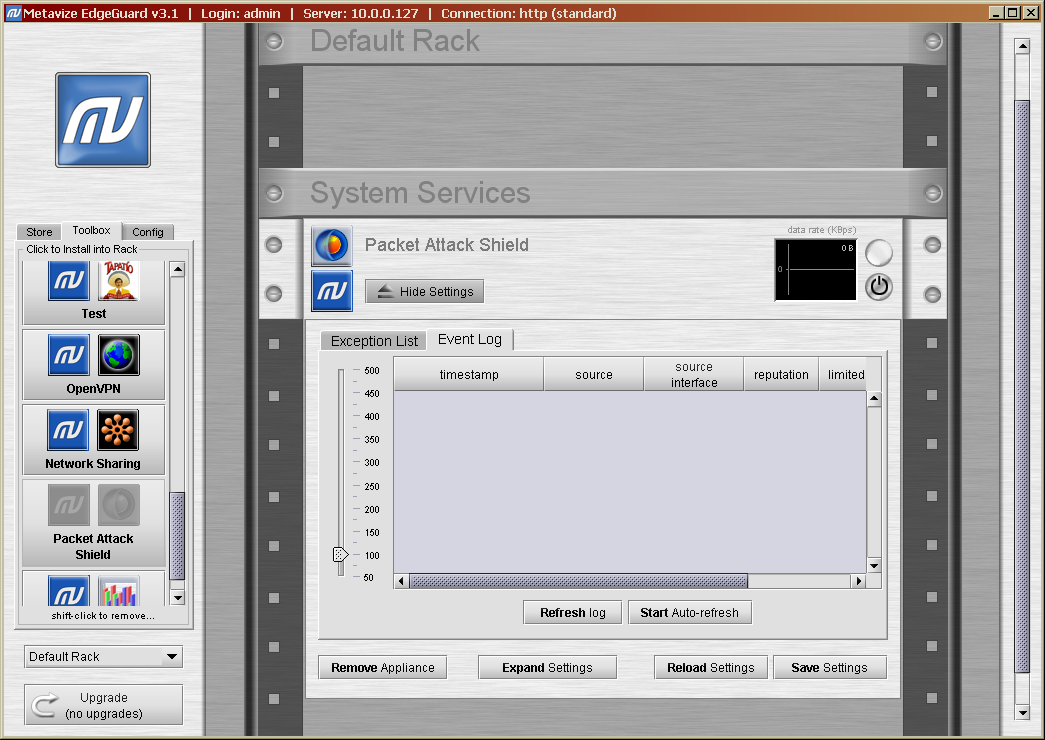 Metavize EdgeGuard v3.1 | Login: admin | Server: 10.0.0.127 | Connection: http (standard)
Default Rack
System Services
Store Toolbox Config
Click to Install into Rack
TAPATIO
Test
OpenVPN
Network Sharing
Packet Attack
Shield
shift-click to remove...
Default Rack
Upgrade
(no upgrades)
Packet Attack Shield
data rate (KBps)
0 B
0
Hide Settings
Exception List Event Log
500
450
400
350
300
250
200
150
100
50
timestamp source source interface reputation limited
Refresh log Start Auto-refresh
Remove Appliance Expand Settings Reload Settings Save Settings